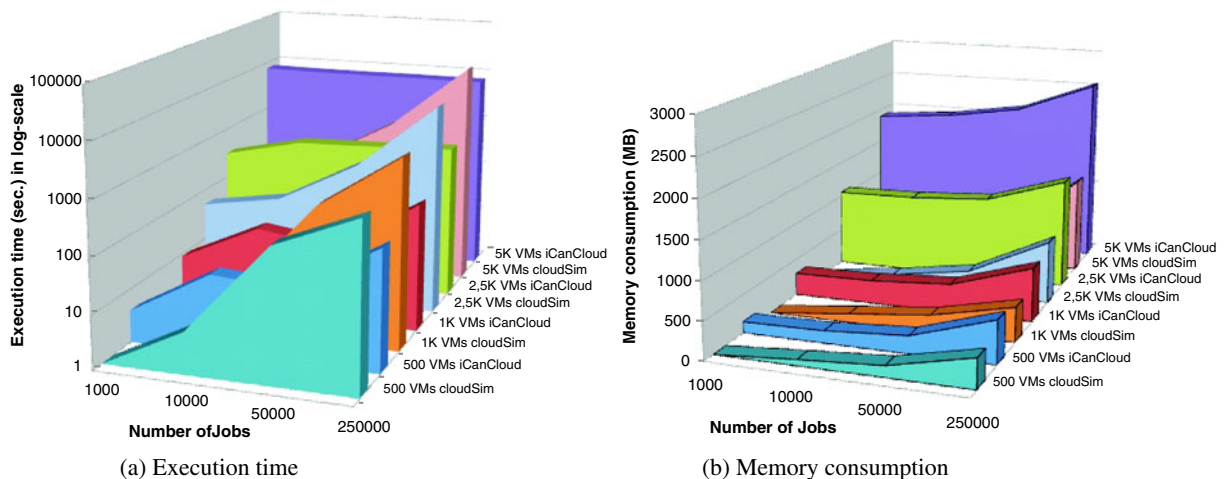 Execution time (sec.) in log-scale
100000
10000
1000
100
10
1
1000
10000
50000
250000
Number ofJobs
5K VMs iCanCloud
5K VMs cloudSim
2,5K VMs iCanCloud
2,5K VMs cloudSim
1K VMs iCanCloud
1K VMs cloudSim
500 VMs iCanCloud
500 VMs cloudSim
(a) Execution time
Memory consumption (MB)
3000
2500
2000
1500
1000
500
0
1000
10000
50000
250000
Number of Jobs
5K VMs iCanCloud
5K VMs cloudSim
2,5K VMs iCanCloud
2,5K VMs cloudSim
1K VMs iCanCloud
1K VMs cloudSim
500 VMs iCanCloud
500 VMs cloudSim
(b) Memory consumption